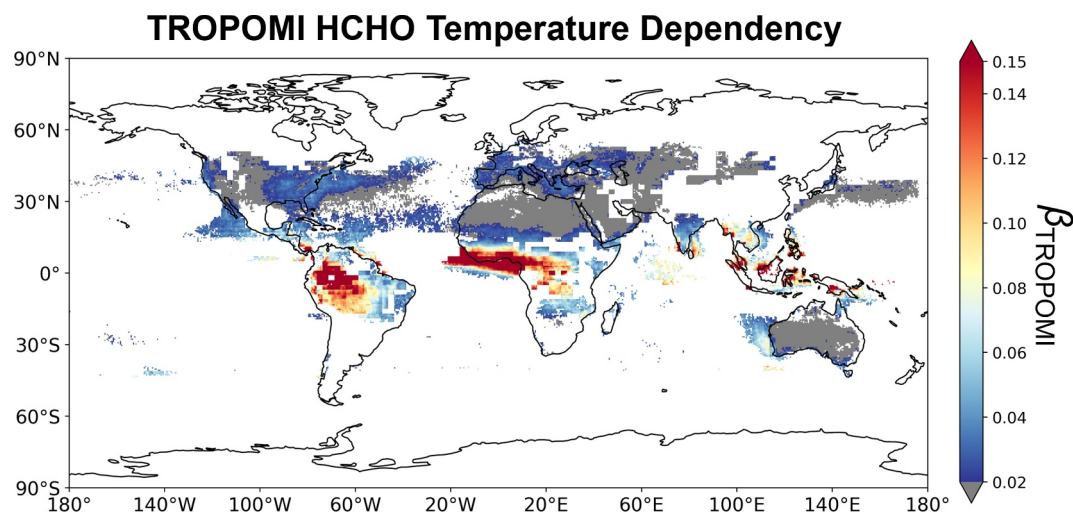 TROPOMI HCHO Temperature Dependency
90°N
60°N
30°N
0°
30°S
60°S
90°S
180°
140°W
100°W
60°W
20°W
20°E
60°E
100°E
140°E
180°
0.15
0.14
0.12
0.10
0.08
0.06
0.04
0.02
βTROPOMI